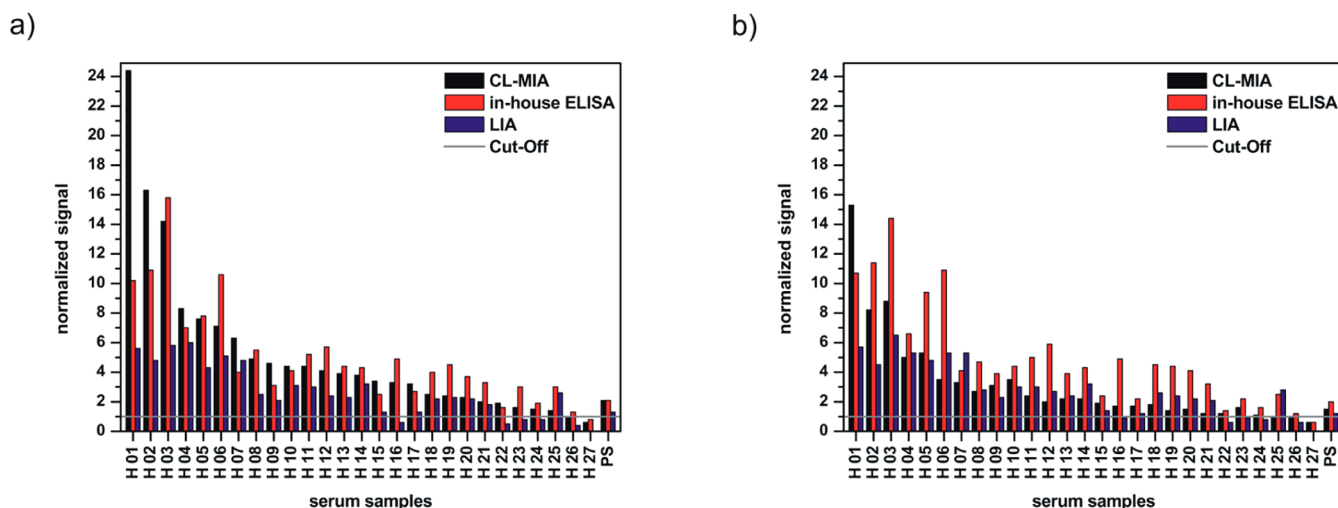 a)
24
22
20
18
16
14
12
10
8
6
4
2
0
normalized signal
CL-MIA
in-house ELISA
LIA
Cut-Off
H 01
H 02
H 03
H 04
H 05
H 06
H 07
H 08
H 09
H 10
H 11
H 12
H 13
H 14
H 15
H 16
H 17
H 18
H 19
H 20
H 21
H 22
H 23
H 24
H 25
H 26
H 27
PS
serum samples
b)
24
22
20
18
16
14
12
10
8
6
4
2
0
normalized signal
CL-MIA
in-house ELISA
LIA
Cut-Off
H 01
H 02
H 03
H 04
H 05
H 06
H 07
H 08
H 09
H 10
H 11
H 12
H 13
H 14
H 15
H 16
H 17
H 18
H 19
H 20
H 21
H 22
H 23
H 24
H 25
H 26
H 27
PS
serum samples